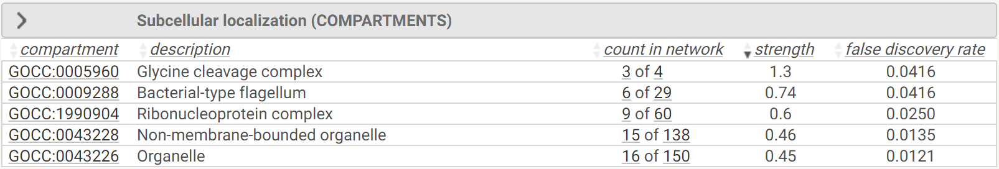 Subcellular localization (COMPARTMENTS)
compartment description count in network strength false discovery rate
GOCC:0005960 Glycine cleavage complex 3 of 4 1.3 0.0416
GOCC:0009288 Bacterial-type flagellum 6 of 29 0.74 0.0416
GOCC:1990904 Ribonucleoprotein complex 9 of 60 0.6 0.0250
GOCC:0043228 Non-membrane-bounded organelle 15 of 138 0.46 0.0135
GOCC:0043226 Organelle 16 of 150 0.45 0.0121